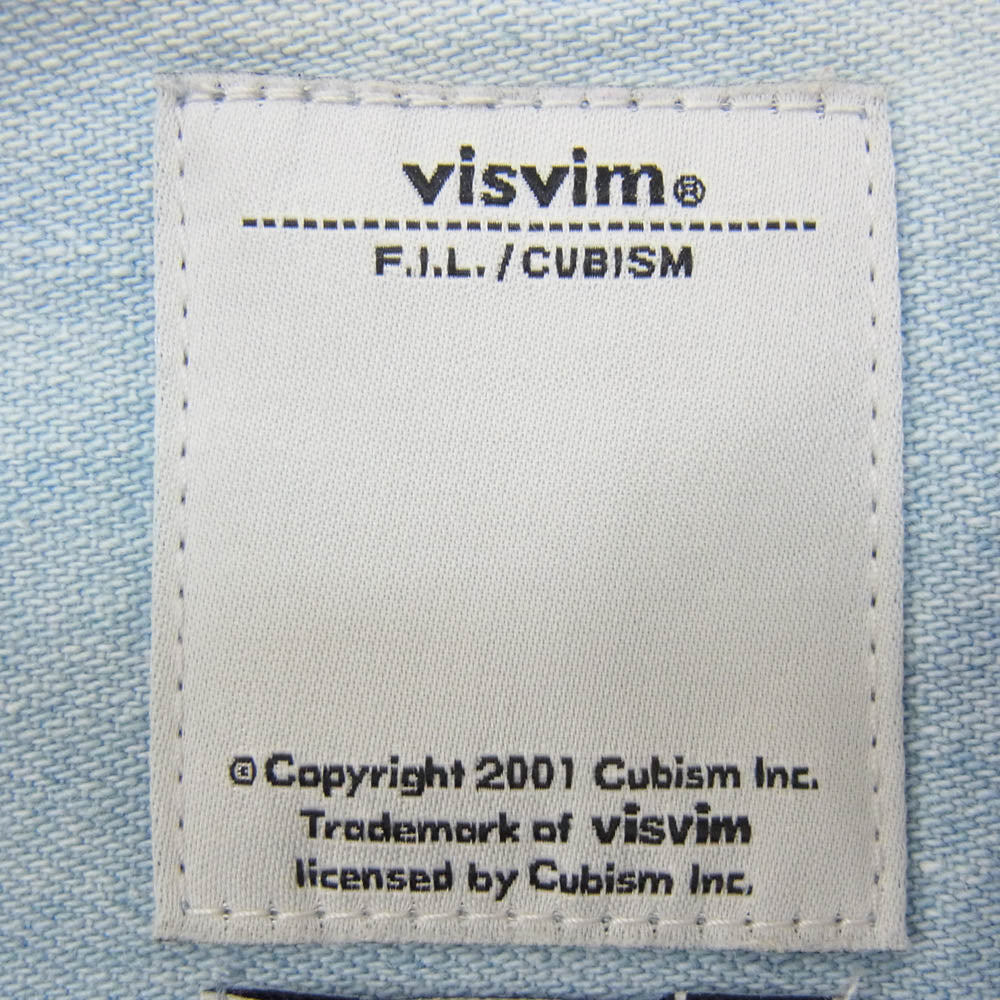 visvim®
F.I.L./CUBISM
© Copyright 2001 Cubism Inc.
Trademark of visvim
licensed by Cubism Inc.